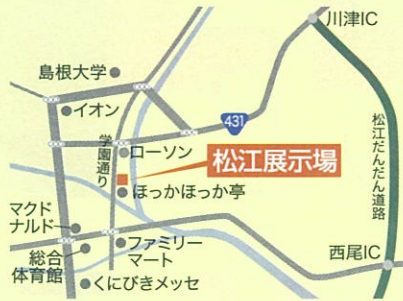 川津IC
島根大学
イオン
431
学園通り
ローソン
松江展示場
ほっかほっか亭
松江だんだん道路
マクド
ナルド
総合
体育館
ファミリー
マート
くにびきメッセ
西尾IC